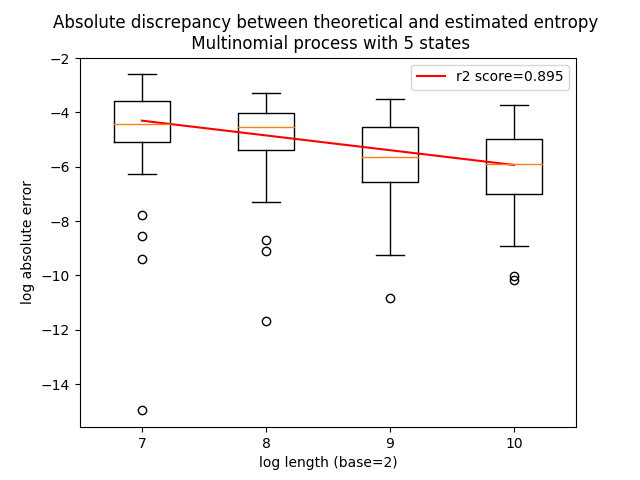 Absolute discrepancy between theoretical and estimated entropy
Multinomial process with 5 states
r2 score=0.895
−2
−4
−6
−8
−10
−12
−14
log absolute error
7 8 9 10
log length (base=2)